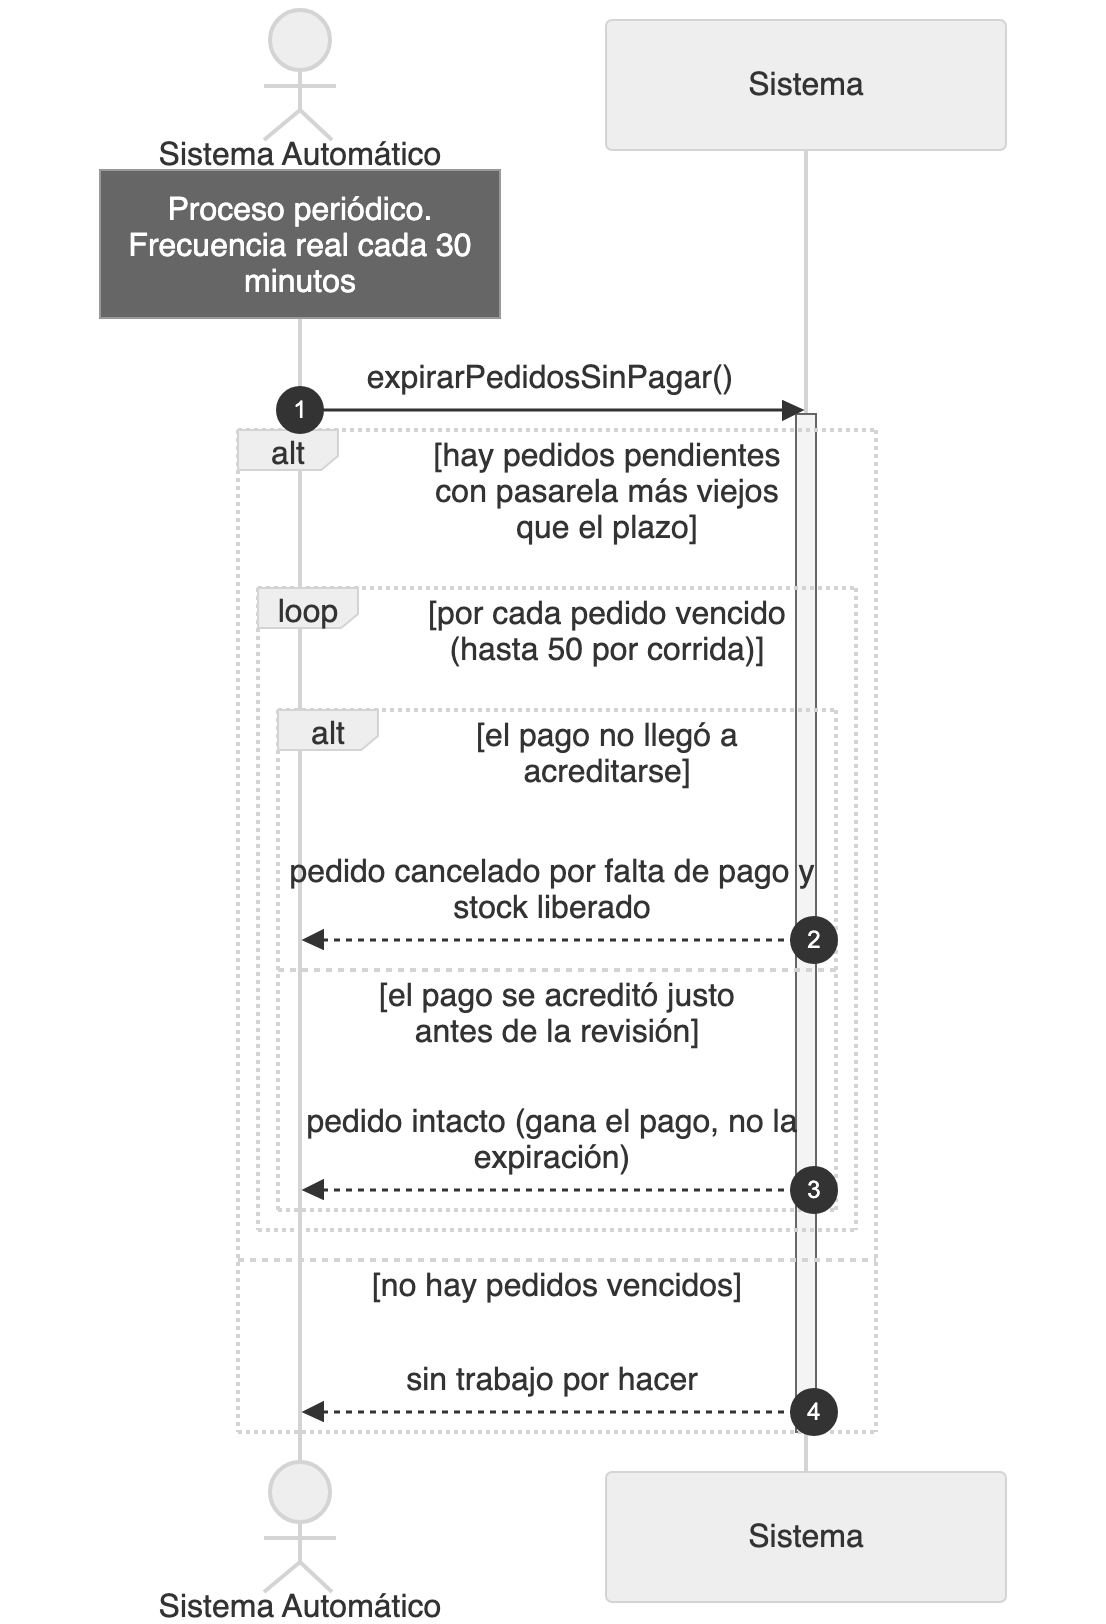 Sistema Automático
Sistema
Proceso periódico.
Frecuencia real cada 30
minutos
expirarPedidosSinPagar()
1
alt
[hay pedidos pendientes
con pasarela más viejos
que el plazo]
loop
[por cada pedido vencido
(hasta 50 por corrida)]
alt
[el pago no llegó a
acreditarse]
pedido cancelado por falta de pago y
stock liberado
2
[el pago se acreditó justo
antes de la revisión]
pedido intacto (gana el pago, no la
expiración)
3
[no hay pedidos vencidos]
sin trabajo por hacer
4
Sistema Automático
Sistema